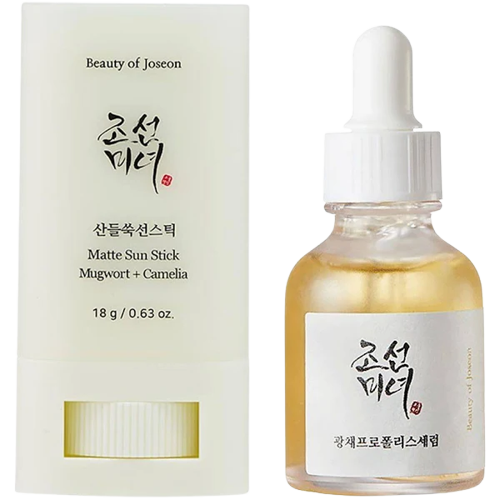 Beauty of Joseon
조선
미녀
산들쑥선스틱
Matte Sun Stick
Mugwort + Camelia
18 g / 0.63 oz.
조선
미녀
광채프로폴리스세럼
Beauty of Joseon